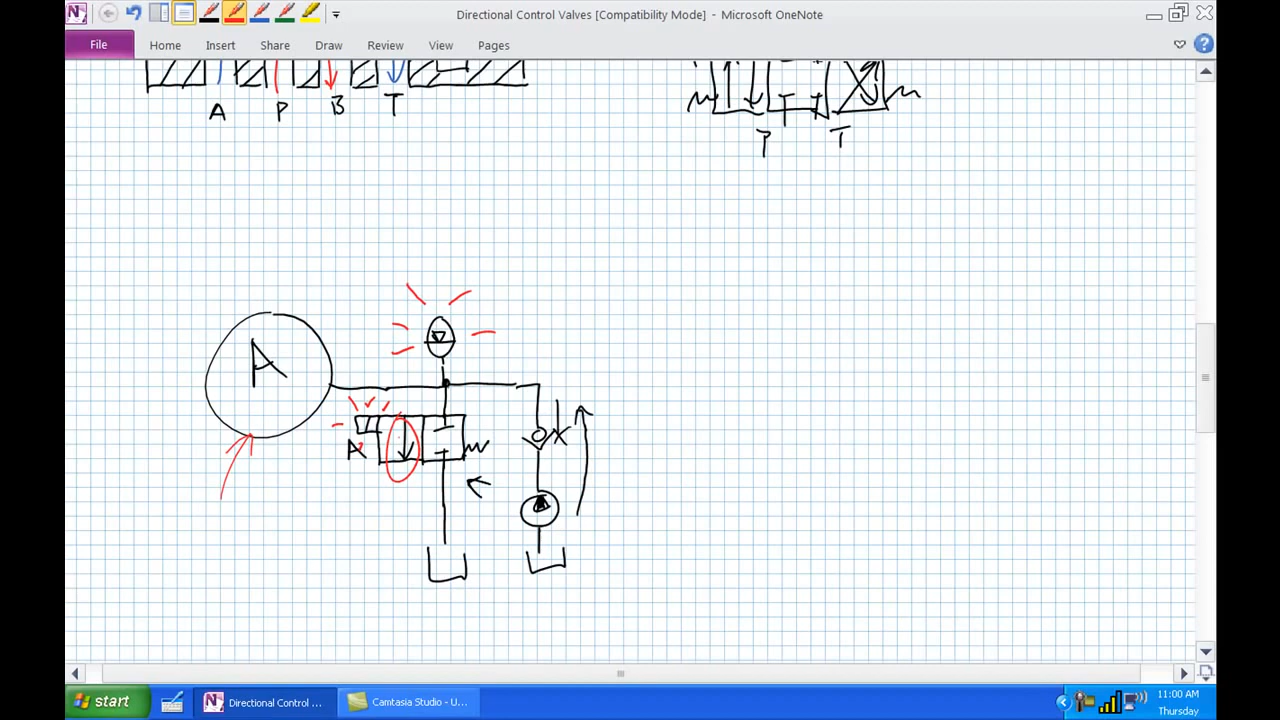 Directional Control Valves [Compatibility Mode] - Microsoft OneNote
File Home Insert Share Draw Review View Pages
A P B T
P T
A
A
start Directional Control ... Camtasia Studio - U... 11:00 AM
Thursday